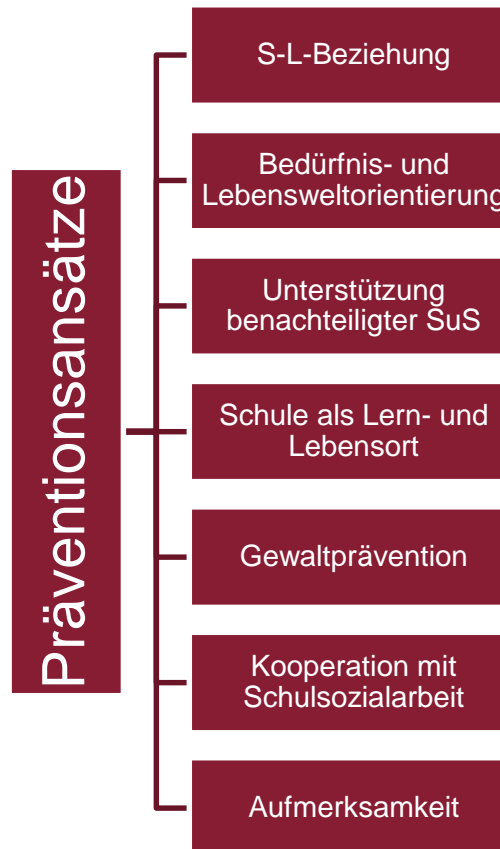 Präventionsansätze
S-L-Beziehung
Bedürfnis- und
Lebensweltorientierung
Unterstützung
benachteiligter SuS
Schule als Lern- und
Lebensort
Gewaltprävention
Kooperation mit
Schulsozialarbeit
Aufmerksamkeit